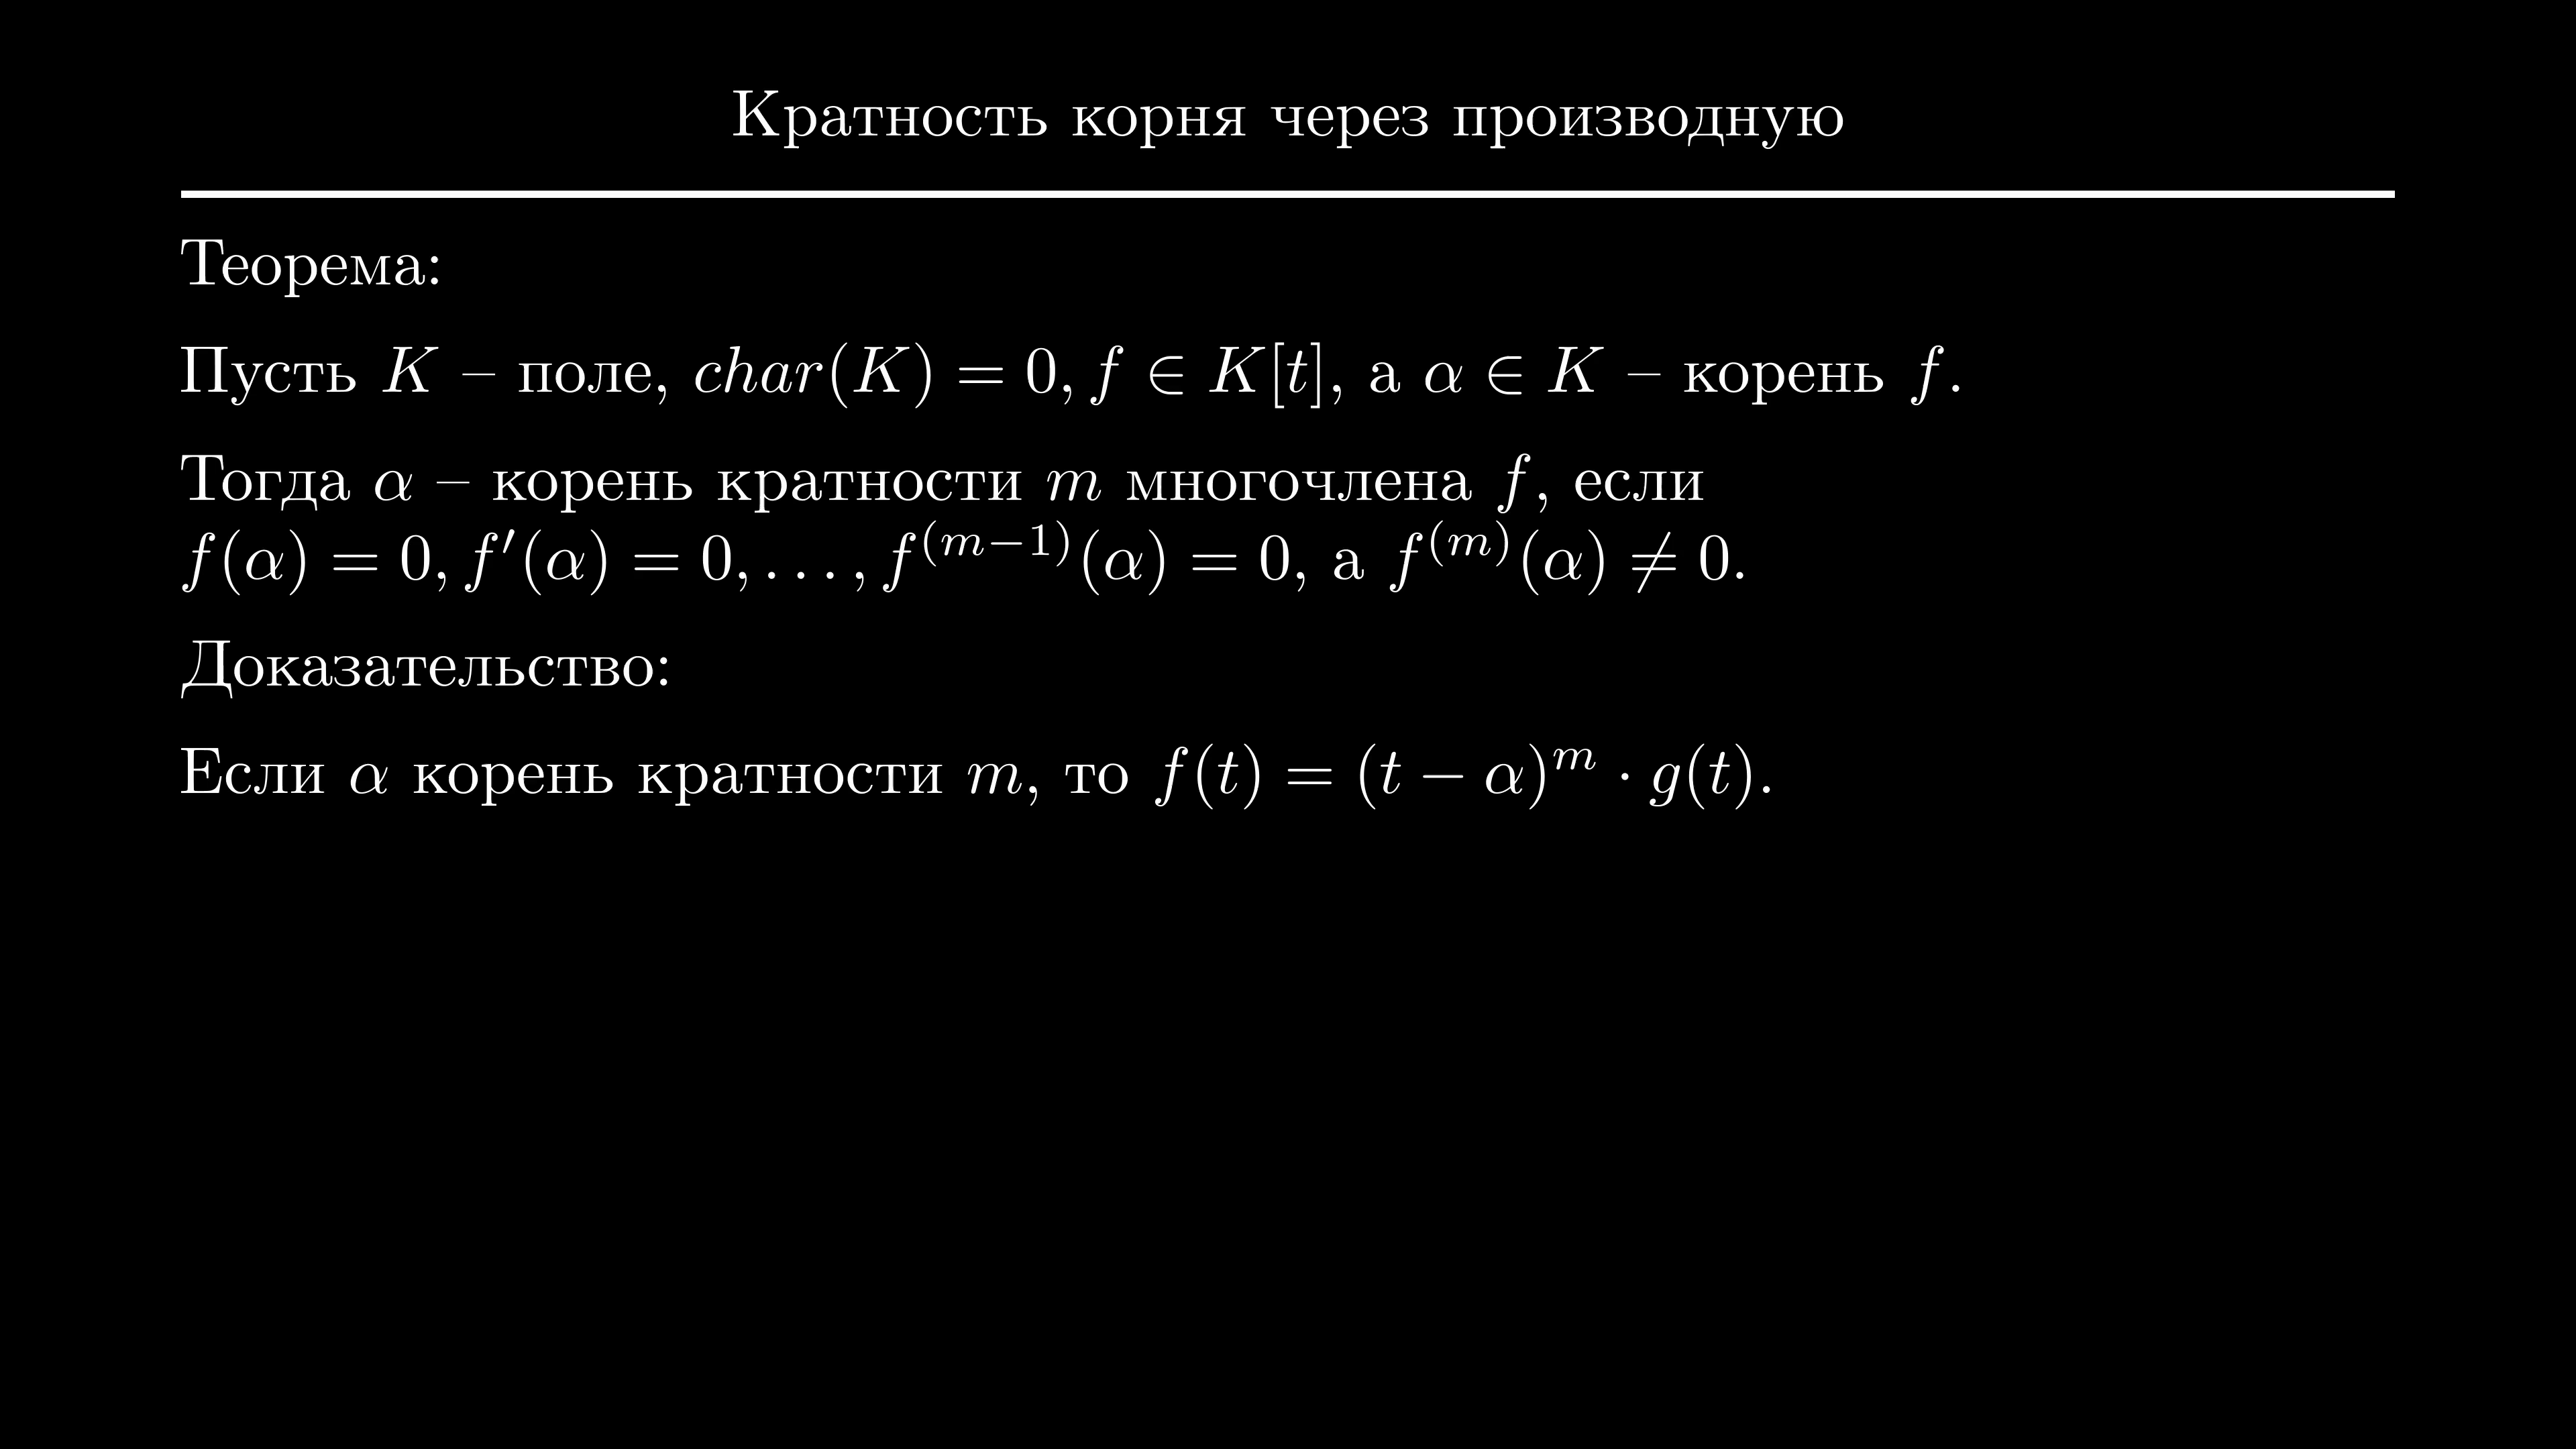 Кратность корня через производную
Теорема:
Пусть K – поле, char(K) = 0, f ∈ K[t], а α ∈ K – корень f.
Тогда α – корень кратности m многочлена f, если
f(α) = 0, f′(α) = 0, . . . , f⁽ᵐ⁻¹⁾(α) = 0, а f⁽ᵐ⁾(α) ≠ 0.
Доказательство:
Если α корень кратности m, то f(t) = (t − α)ᵐ · g(t).